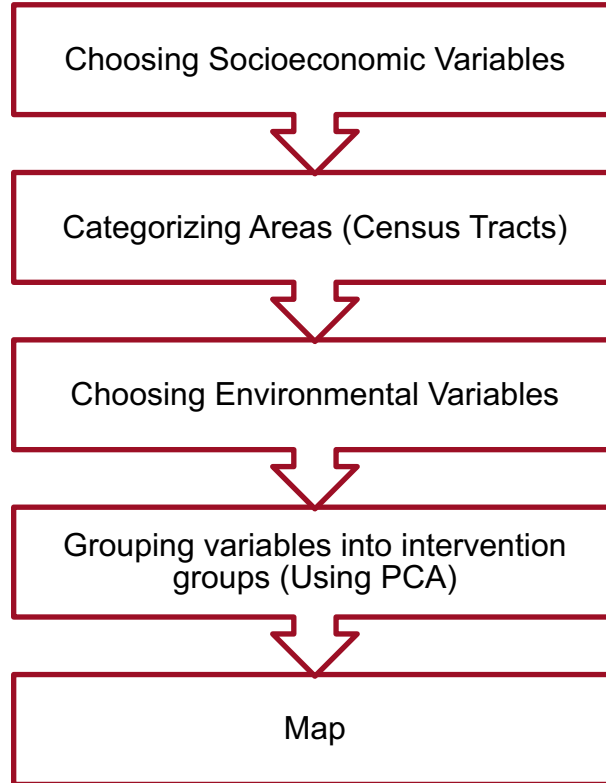 Choosing Socioeconomic Variables
Categorizing Areas (Census Tracts)
Choosing Environmental Variables
Grouping variables into intervention
groups (Using PCA)
Map